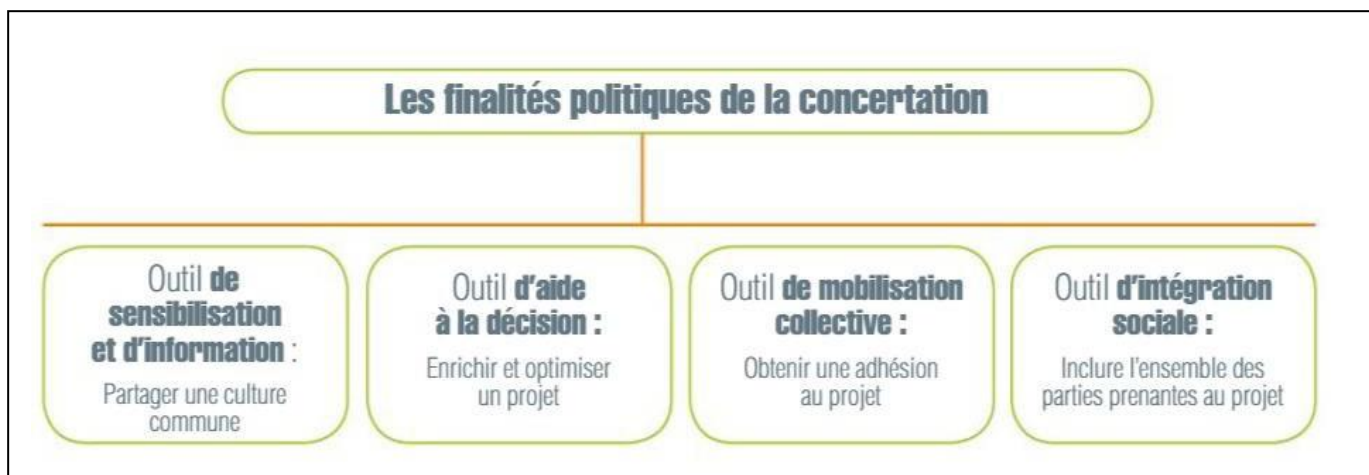 Les finalités politiques de la concertation
Outil de
sensibilisation
et d'information :
Partager une culture
commune
Outil d'aide
à la décision :
Enrichir et optimiser
un projet
Outil de mobilisation
collective :
Obtenir une adhésion
au projet
Outil d'intégration
sociale :
Inclure l'ensemble des
parties prenantes au projet